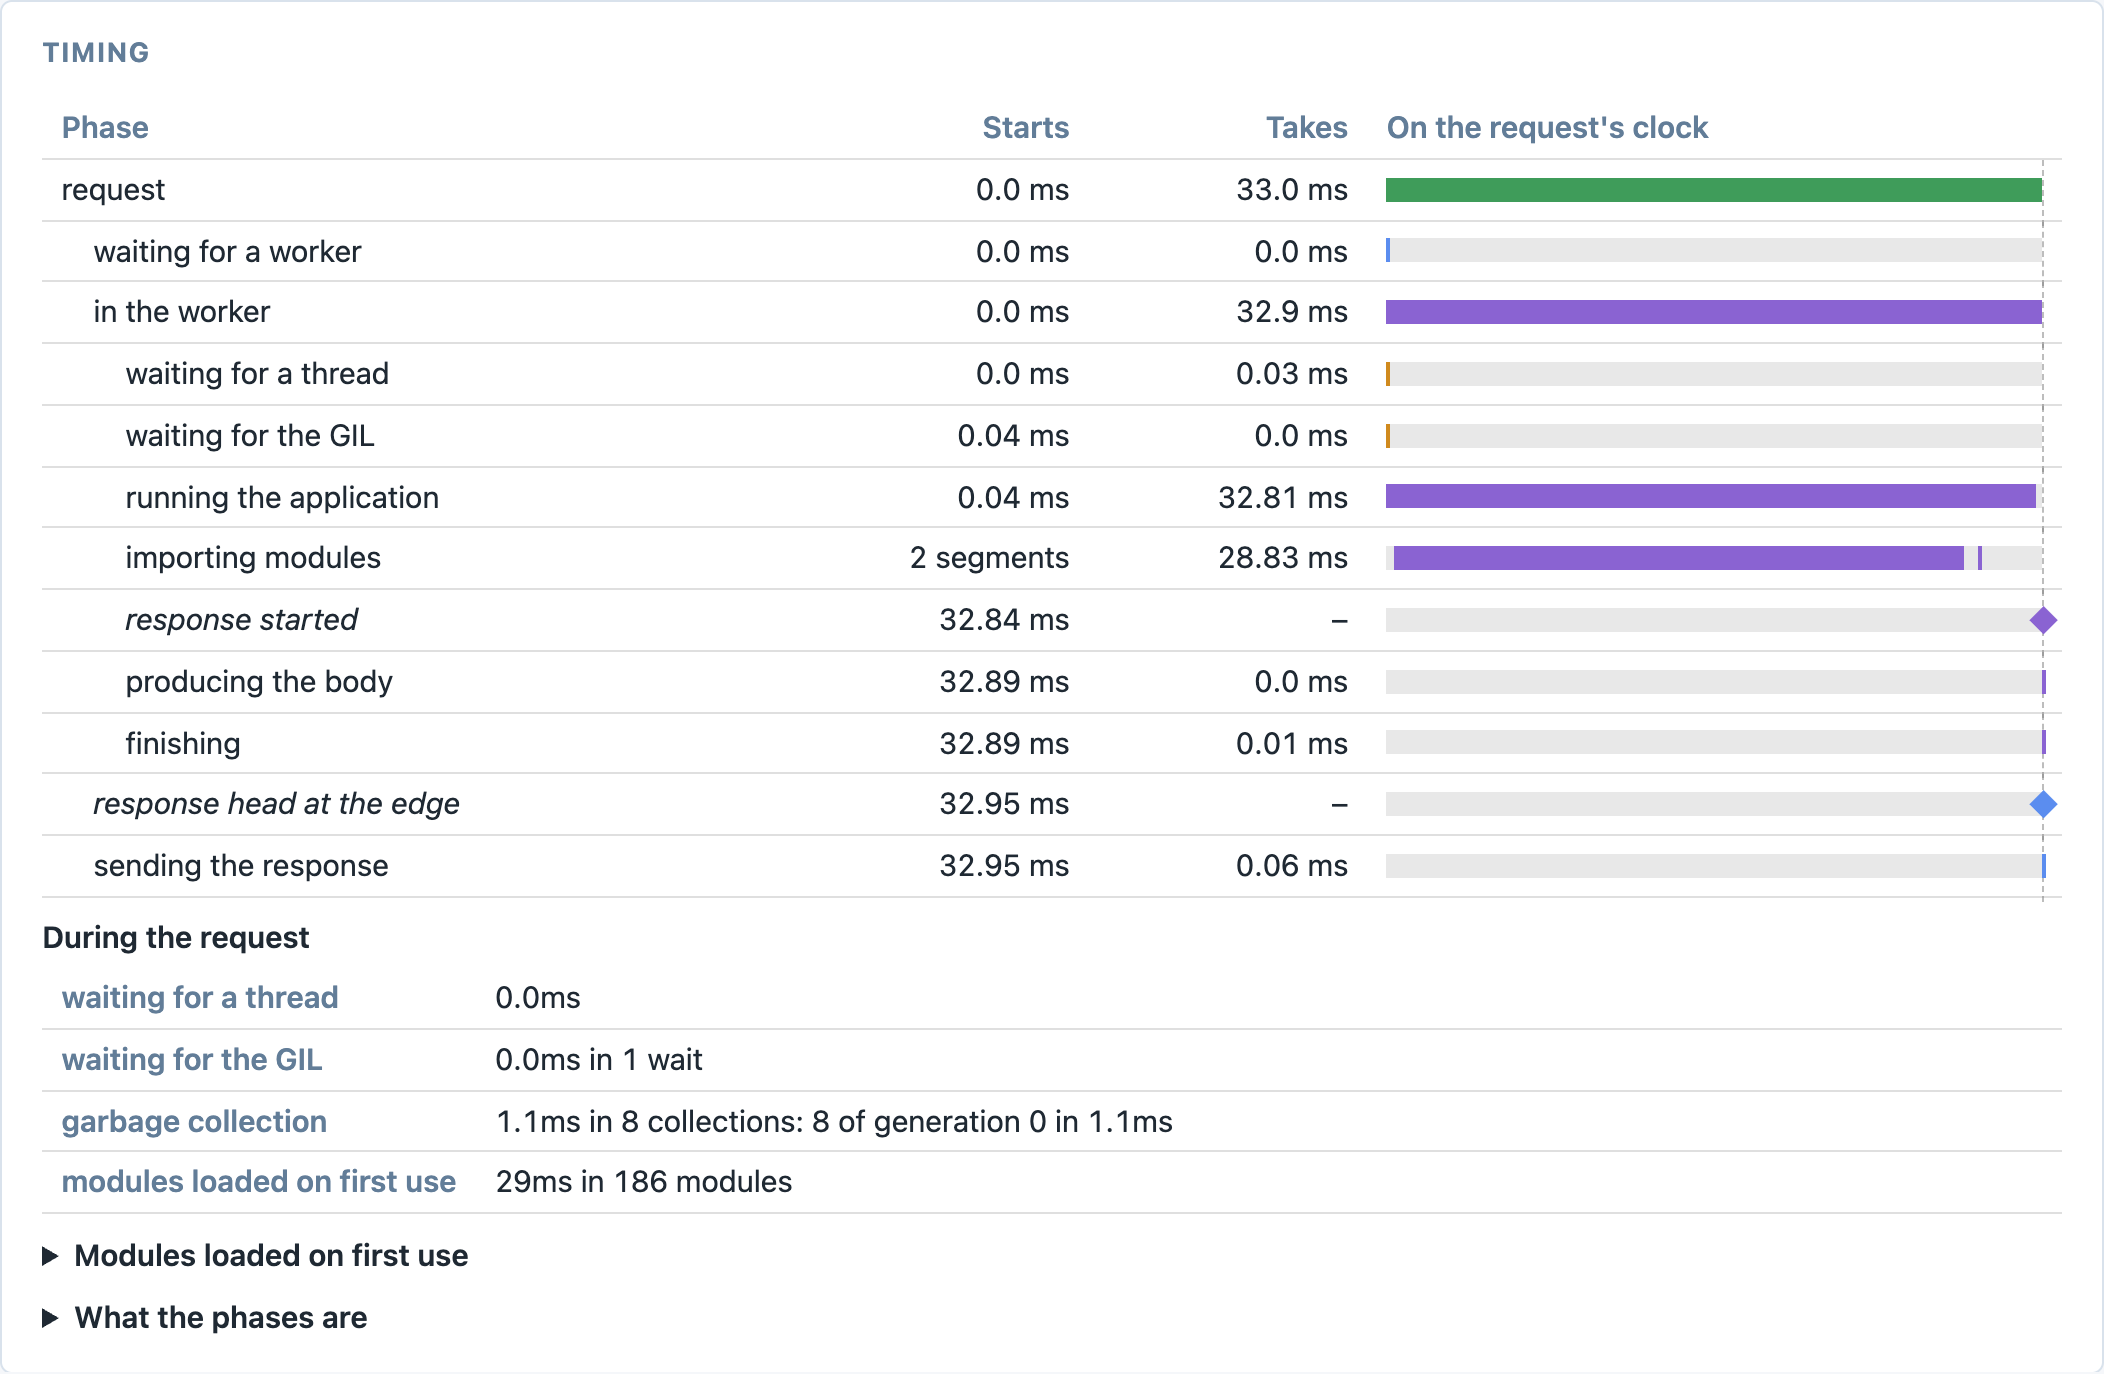 TIMING
Phase Starts Takes On the request's clock
request 0.0 ms 33.0 ms
waiting for a worker 0.0 ms 0.0 ms
in the worker 0.0 ms 32.9 ms
waiting for a thread 0.0 ms 0.03 ms
waiting for the GIL 0.04 ms 0.0 ms
running the application 0.04 ms 32.81 ms
importing modules 2 segments 28.83 ms
response started 32.84 ms –
producing the body 32.89 ms 0.0 ms
finishing 32.89 ms 0.01 ms
response head at the edge 32.95 ms –
sending the response 32.95 ms 0.06 ms
During the request
waiting for a thread 0.0ms
waiting for the GIL 0.0ms in 1 wait
garbage collection 1.1ms in 8 collections: 8 of generation 0 in 1.1ms
modules loaded on first use 29ms in 186 modules
Modules loaded on first use
What the phases are